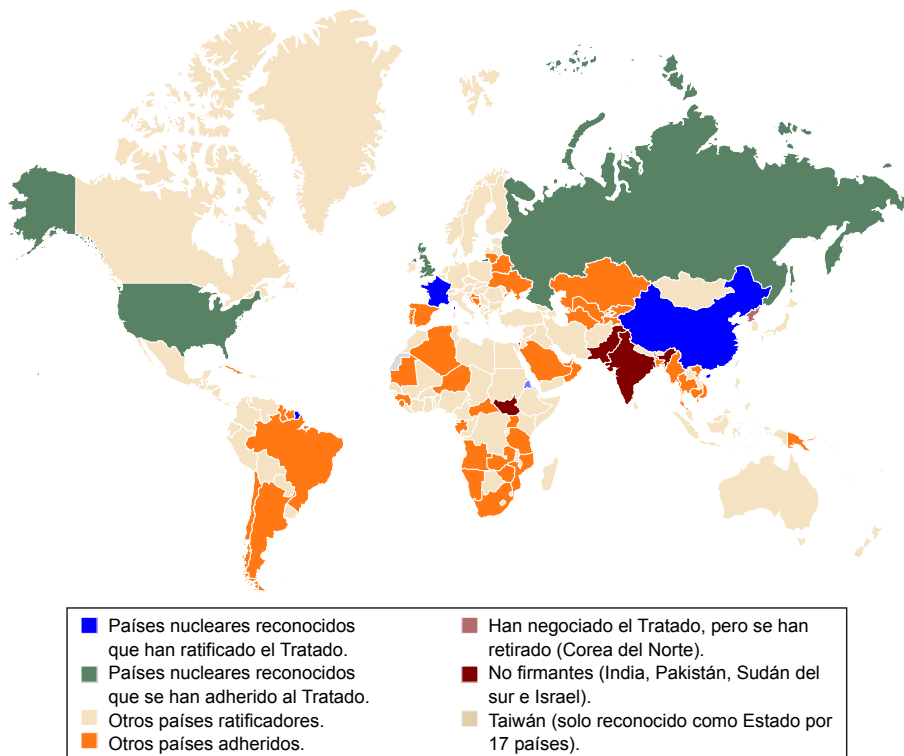 Países nucleares reconocidos
que han ratificado el Tratado.
Países nucleares reconocidos
que se han adherido al Tratado.
Otros países ratificadores.
Otros países adheridos.
Han negociado el Tratado, pero se han
retirado (Corea del Norte).
No firmantes (India, Pakistán, Sudán del
sur e Israel).
Taiwán (solo reconocido como Estado por
17 países).